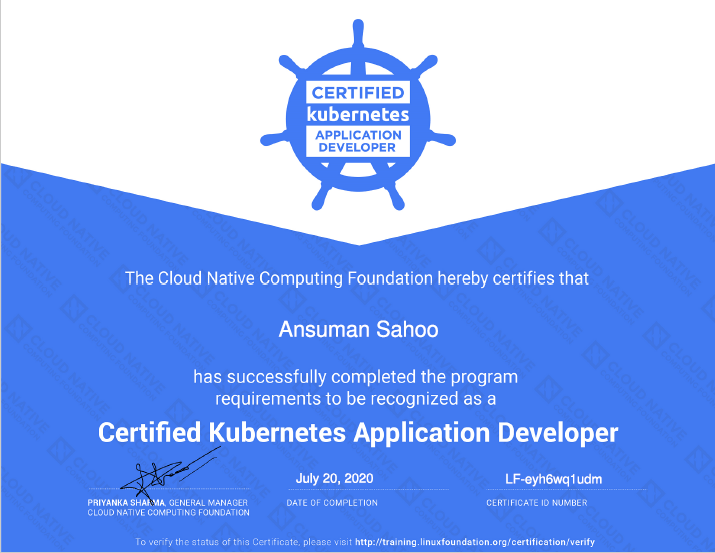 CERTIFIED
kubernetes
APPLICATION
DEVELOPER
The Cloud Native Computing Foundation hereby certifies that
Ansuman Sahoo
has successfully completed the program
requirements to be recognized as a
Certified Kubernetes Application Developer
July 20, 2020
LF-eyh6wq1udm
PRIYANKA SHARMA, GENERAL MANAGER
CLOUD NATIVE COMPUTING FOUNDATION
DATE OF COMPLETION
CERTIFICATE ID NUMBER
To verify the status of this Certificate, please visit http://training.linuxfoundation.org/certification/verify